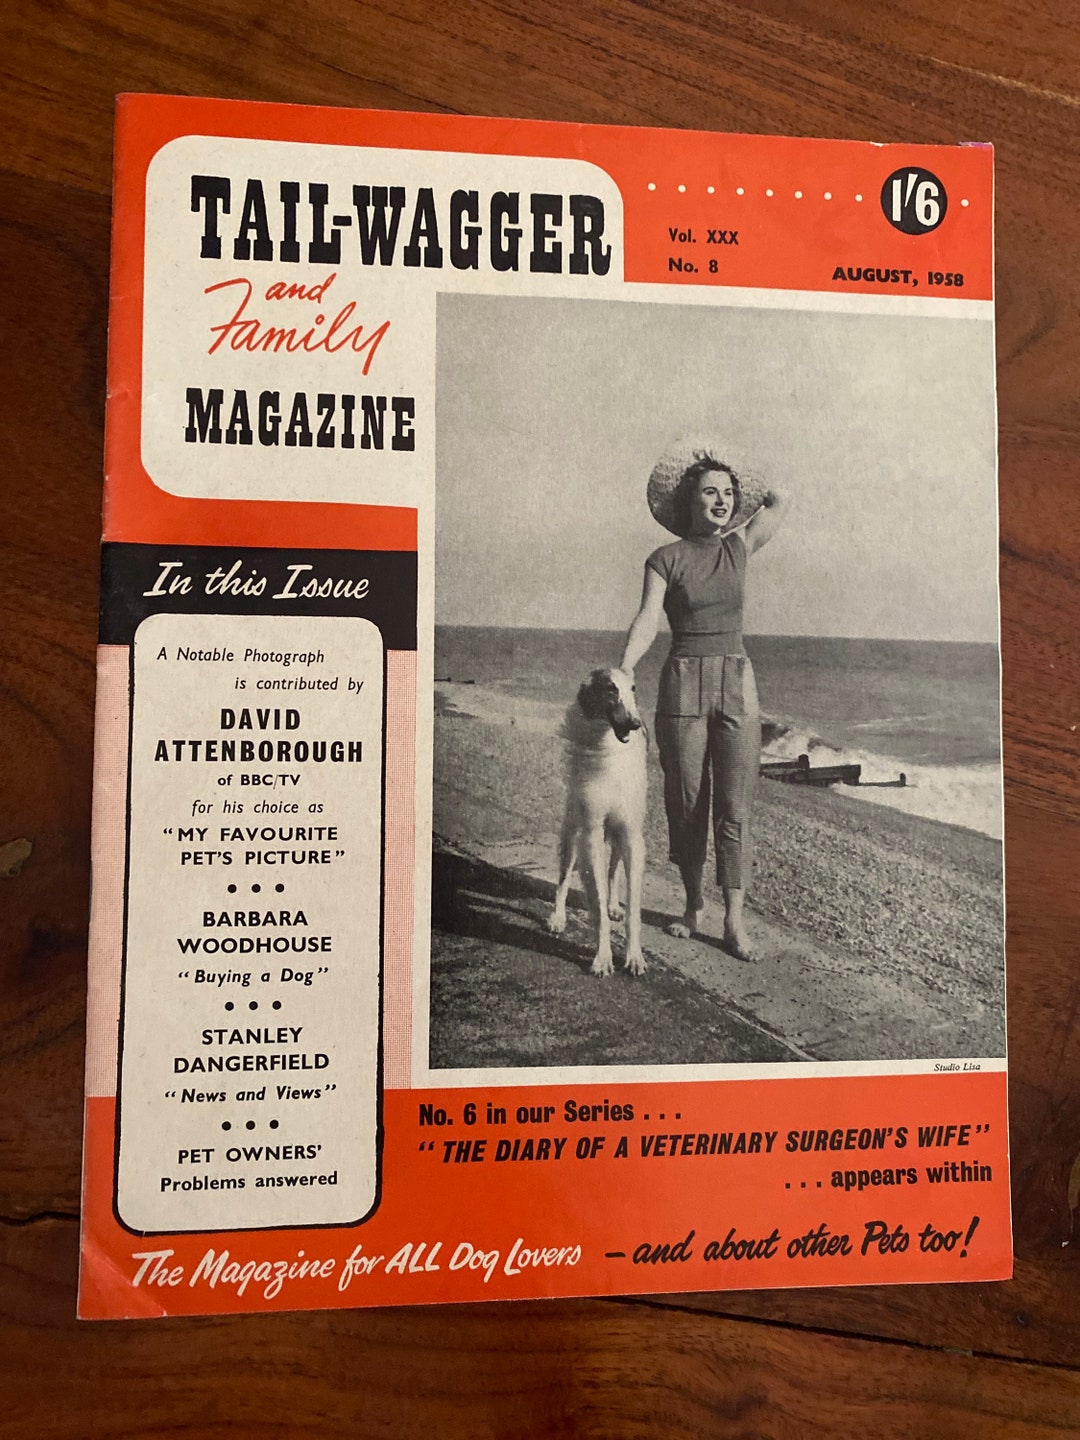 TAIL-WAGGER
and
Family
MAGAZINE
1/6
Vol. XXX
No. 8
AUGUST, 1958
In this Issue
A Notable Photograph
is contributed by
DAVID
ATTENBOROUGH
of BBC/TV
for his choice as
"MY FAVOURITE
PET'S PICTURE"
BARBARA
WOODHOUSE
"Buying a Dog"
STANLEY
DANGERFIELD
"News and Views"
PET OWNERS'
Problems answered
Studio Lisa
No. 6 in our Series . . .
"THE DIARY OF A VETERINARY SURGEON'S WIFE"
. . . appears within
The Magazine for ALL Dog Lovers – and about other Pets too!